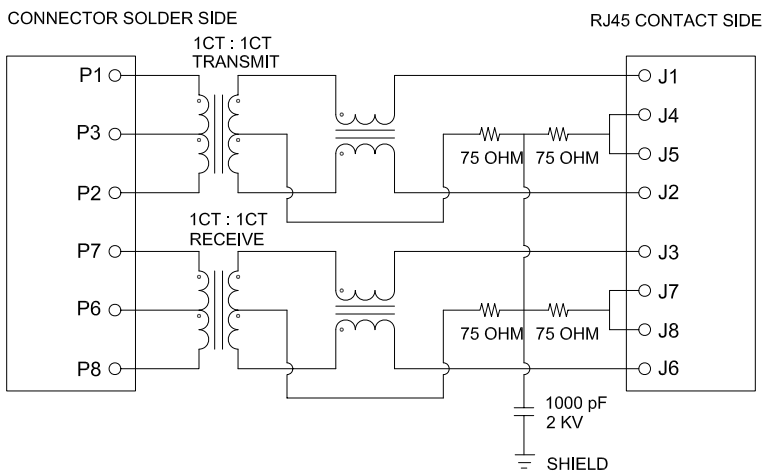 CONNECTOR SOLDER SIDE
RJ45 CONTACT SIDE
1CT : 1CT
TRANSMIT
P1
P3
P2
J1
J4
J5
J2
75 OHM
75 OHM
1CT : 1CT
RECEIVE
P7
P6
P8
J3
J7
J8
J6
75 OHM
75 OHM
1000 pF
2 KV
SHIELD